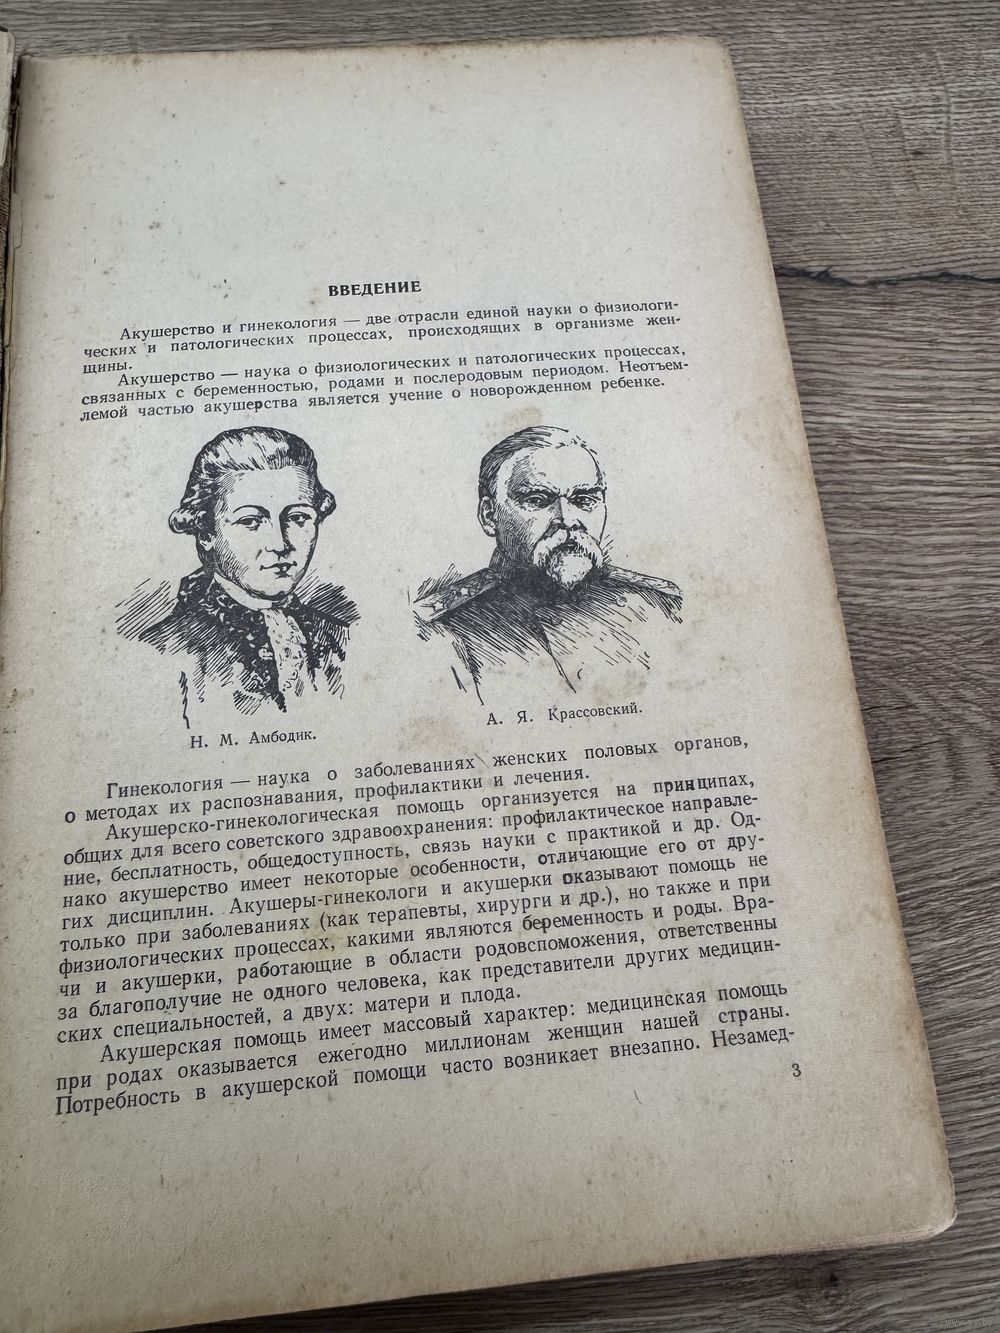 ВВЕДЕНИЕ
Акушерство и гинекология — две отрасли единой науки о физиологи-
ческих и патологических процессах, происходящих в организме жен-
щины.
Акушерство — наука о физиологических и патологических процессах,
связанных с беременностью, родами и послеродовым периодом. Неотъем-
лемой частью акушерства является учение о новорожденном ребенке.
Н. М. Амбодик.
А. Я. Крассовский.
Гинекология — наука о заболеваниях женских половых органов,
о методах их распознавания, профилактики и лечения.
Акушерско-гинекологическая помощь организуется на принципах,
общих для всего советского здравоохранения: профилактическое направле-
ние, бесплатность, общедоступность, связь науки с практикой и др. Од-
нако акушерство имеет некоторые особенности, отличающие его от дру-
гих дисциплин. Акушеры-гинекологи и акушерки оказывают помощь не
только при заболеваниях (как терапевты, хирурги и др.), но также и при
физиологических процессах, какими являются беременность и роды. Вра-
чи и акушерки, работающие в области родовспоможения, ответственны
за благополучие не одного человека, как представители других медицин-
ских специальностей, а двух: матери и плода.
Акушерская помощь имеет массовый характер: медицинская помощь
при родах оказывается ежегодно миллионам женщин нашей страны.
Потребность в акушерской помощи часто возникает внезапно. Незамед-
3
www.ay.by